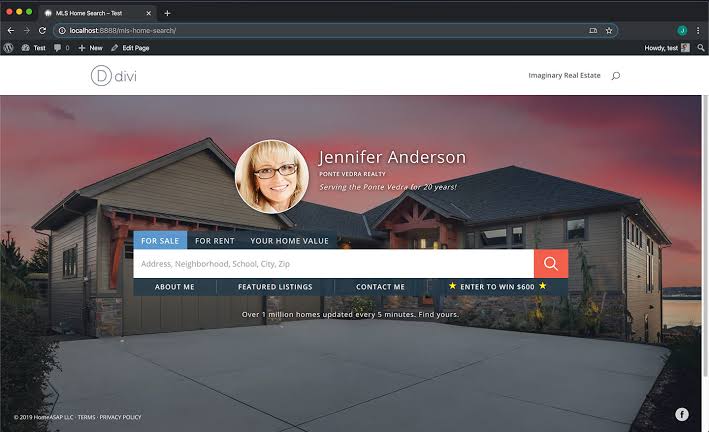 MLS Home Search – Test
localhost:8888/mls-home-search/
J
Test 0 New Edit Page Howdy, test
D divi
Imaginary Real Estate
Jennifer Anderson
PONTE VEDRA REALTY
Serving the Ponte Vedra for 20 years!
FOR SALE FOR RENT YOUR HOME VALUE
Address, Neighborhood, School, City, Zip
ABOUT ME FEATURED LISTINGS CONTACT ME ★ ENTER TO WIN $600 ★
Over 1 million homes updated every 5 minutes. Find yours.
© 2019 HomeASAP LLC · TERMS · PRIVACY POLICY
f